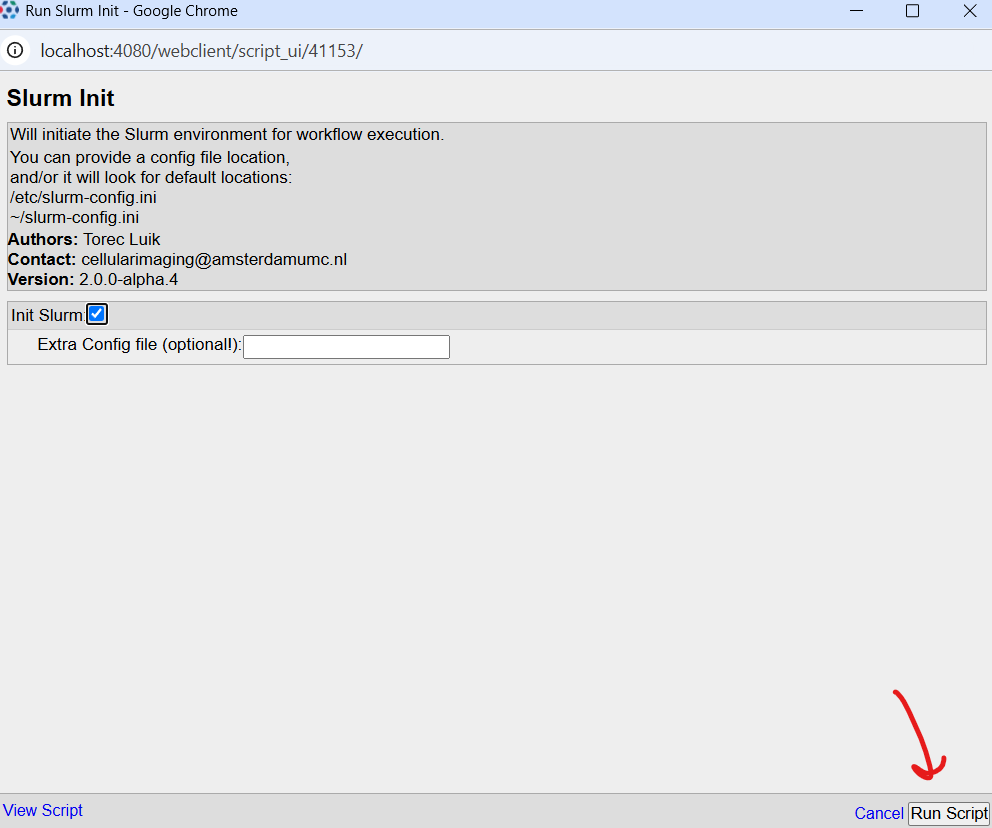 Run Slurm Init - Google Chrome
localhost:4080/webclient/script_ui/41153/
Slurm Init
Will initiate the Slurm environment for workflow execution.
You can provide a config file location,
and/or it will look for default locations:
/etc/slurm-config.ini
~/slurm-config.ini
Authors: Torec Luik
Contact: cellularimaging@amsterdamumc.nl
Version: 2.0.0-alpha.4
Init Slurm:
Extra Config file (optional!):
View Script
Cancel Run Script